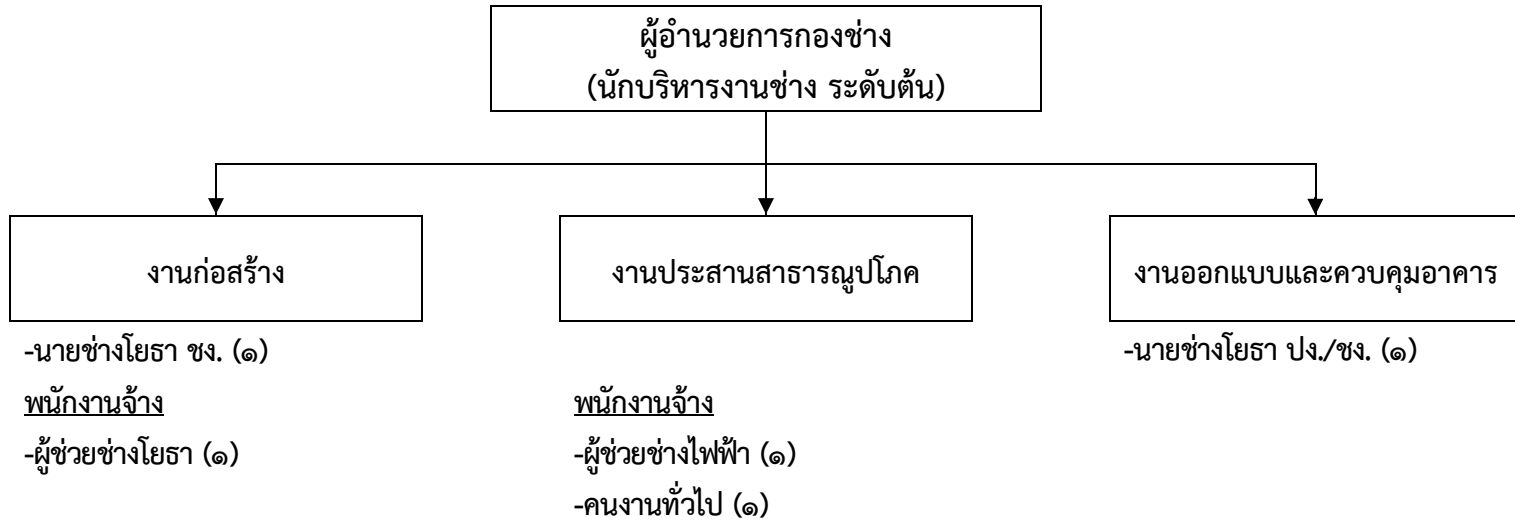 ผู้อำนวยการกองช่าง
(นักบริหารงานช่าง ระดับต้น)
งานก่อสร้าง
-นายช่างโยธา ชง. (๑)
พนักงานจ้าง
-ผู้ช่วยช่างโยธา (๑)
งานประสานสาธารณูปโภค
พนักงานจ้าง
-ผู้ช่วยช่างไฟฟ้า (๑)
-คนงานทั่วไป (๑)
งานออกแบบและควบคุมอาคาร
-นายช่างโยธา ปง./ชง. (๑)